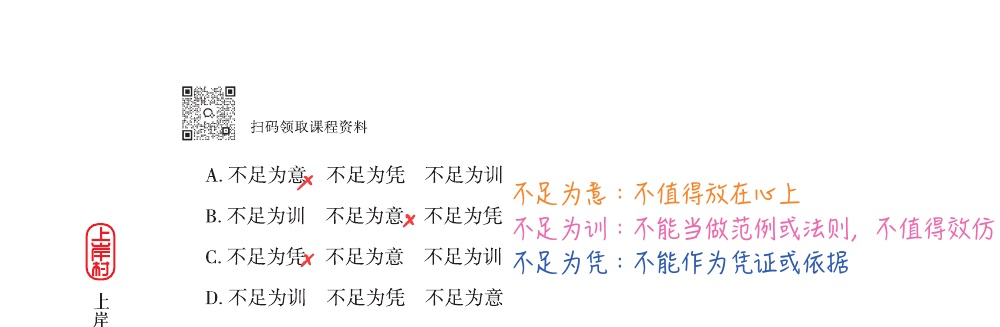 扫码领取课程资料
A. 不足为意 不足为凭 不足为训
不足为意：不值得放在心上
B. 不足为训 不足为意 不足为凭
不足为训：不能当做范例或法则，不值得效仿
C. 不足为凭 不足为意 不足为训
不足为凭：不能作为凭证或依据
D. 不足为训 不足为凭 不足为意
上岸村
上岸